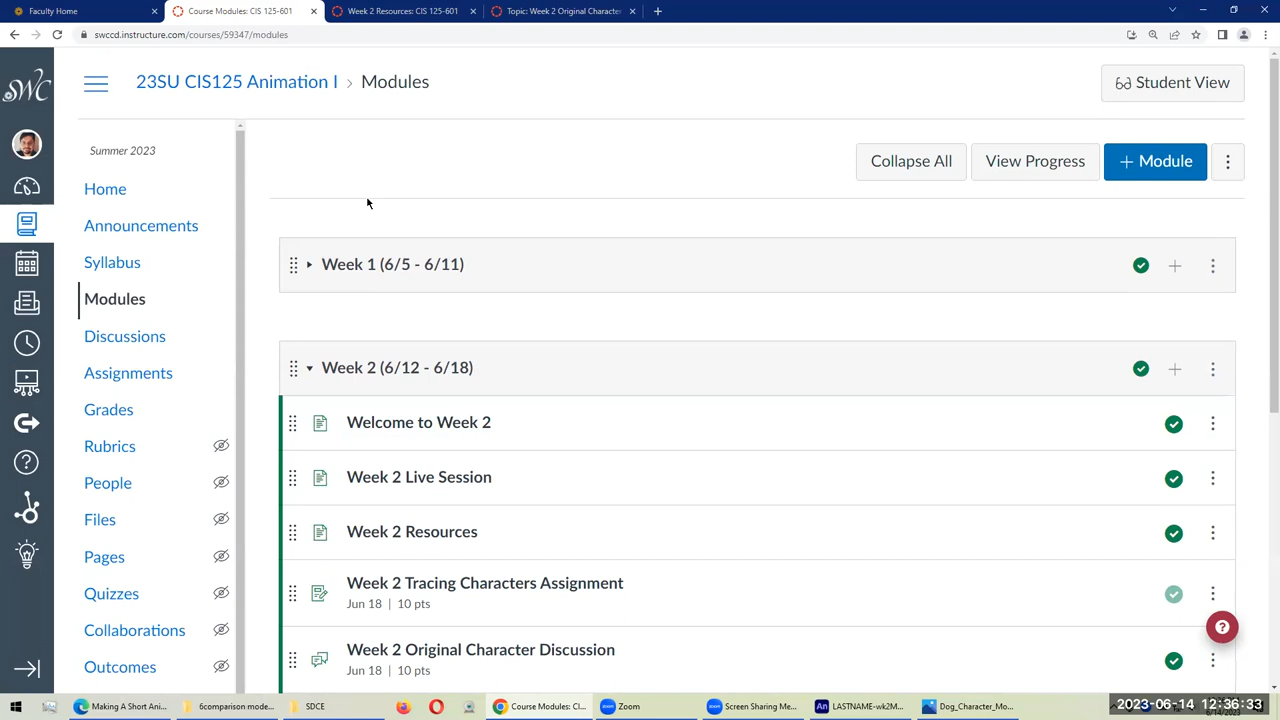 Faculty Home
Course Modules: CIS 125-601
Week 2 Resources: CIS 125-601
Topic: Week 2 Original Character
swccd.instructure.com/courses/59347/modules
SWC
23SU CIS125 Animation I › Modules
Student View
Summer 2023
Home
Announcements
Syllabus
Modules
Discussions
Assignments
Grades
Rubrics
People
Files
Pages
Quizzes
Collaborations
Outcomes
Collapse All
View Progress
+ Module
Week 1 (6/5 - 6/11)
Week 2 (6/12 - 6/18)
Welcome to Week 2
Week 2 Live Session
Week 2 Resources
Week 2 Tracing Characters Assignment
Jun 18 | 10 pts
Week 2 Original Character Discussion
Jun 18 | 10 pts
Making A Short Ani...
6comparison-mode...
SDCE
Course Modules: CI...
Zoom
Screen Sharing Me...
An
LASTNAME-wk2M...
Dog_Character_Mo...
2023-06-14 12:36:33